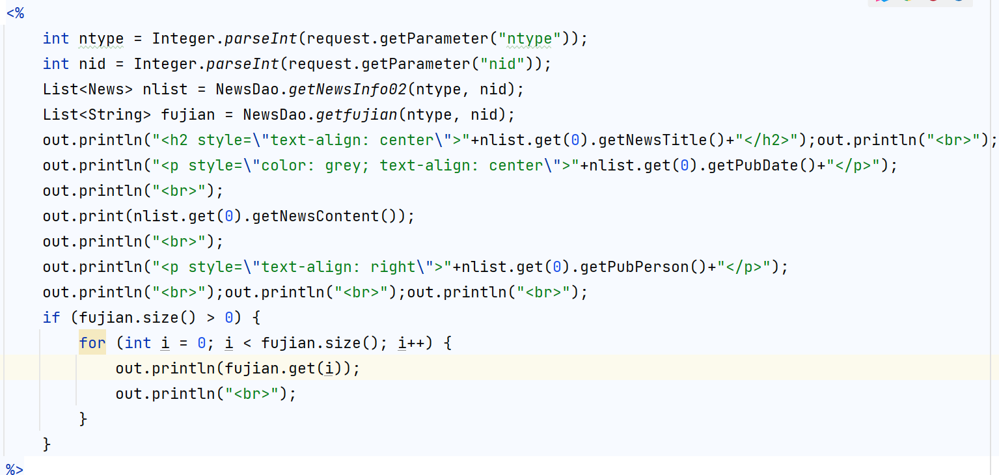 <%
    int ntype = Integer.parseInt(request.getParameter("ntype"));
    int nid = Integer.parseInt(request.getParameter("nid"));
    List<News> nlist = NewsDao.getNewsInfo02(ntype, nid);
    List<String> fujian = NewsDao.getfujian(ntype, nid);
    out.println("<h2 style=\"text-align: center\">"+nlist.get(0).getNewsTitle()+"</h2>");out.println("<br>");
    out.println("<p style=\"color: grey; text-align: center\">"+nlist.get(0).getPubDate()+"</p>");
    out.println("<br>");
    out.print(nlist.get(0).getNewsContent());
    out.println("<br>");
    out.println("<p style=\"text-align: right\">"+nlist.get(0).getPubPerson()+"</p>");
    out.println("<br>");out.println("<br>");out.println("<br>");
    if (fujian.size() > 0) {
        for (int i = 0; i < fujian.size(); i++) {
            out.println(fujian.get(i));
            out.println("<br>");
        }
    }
%>